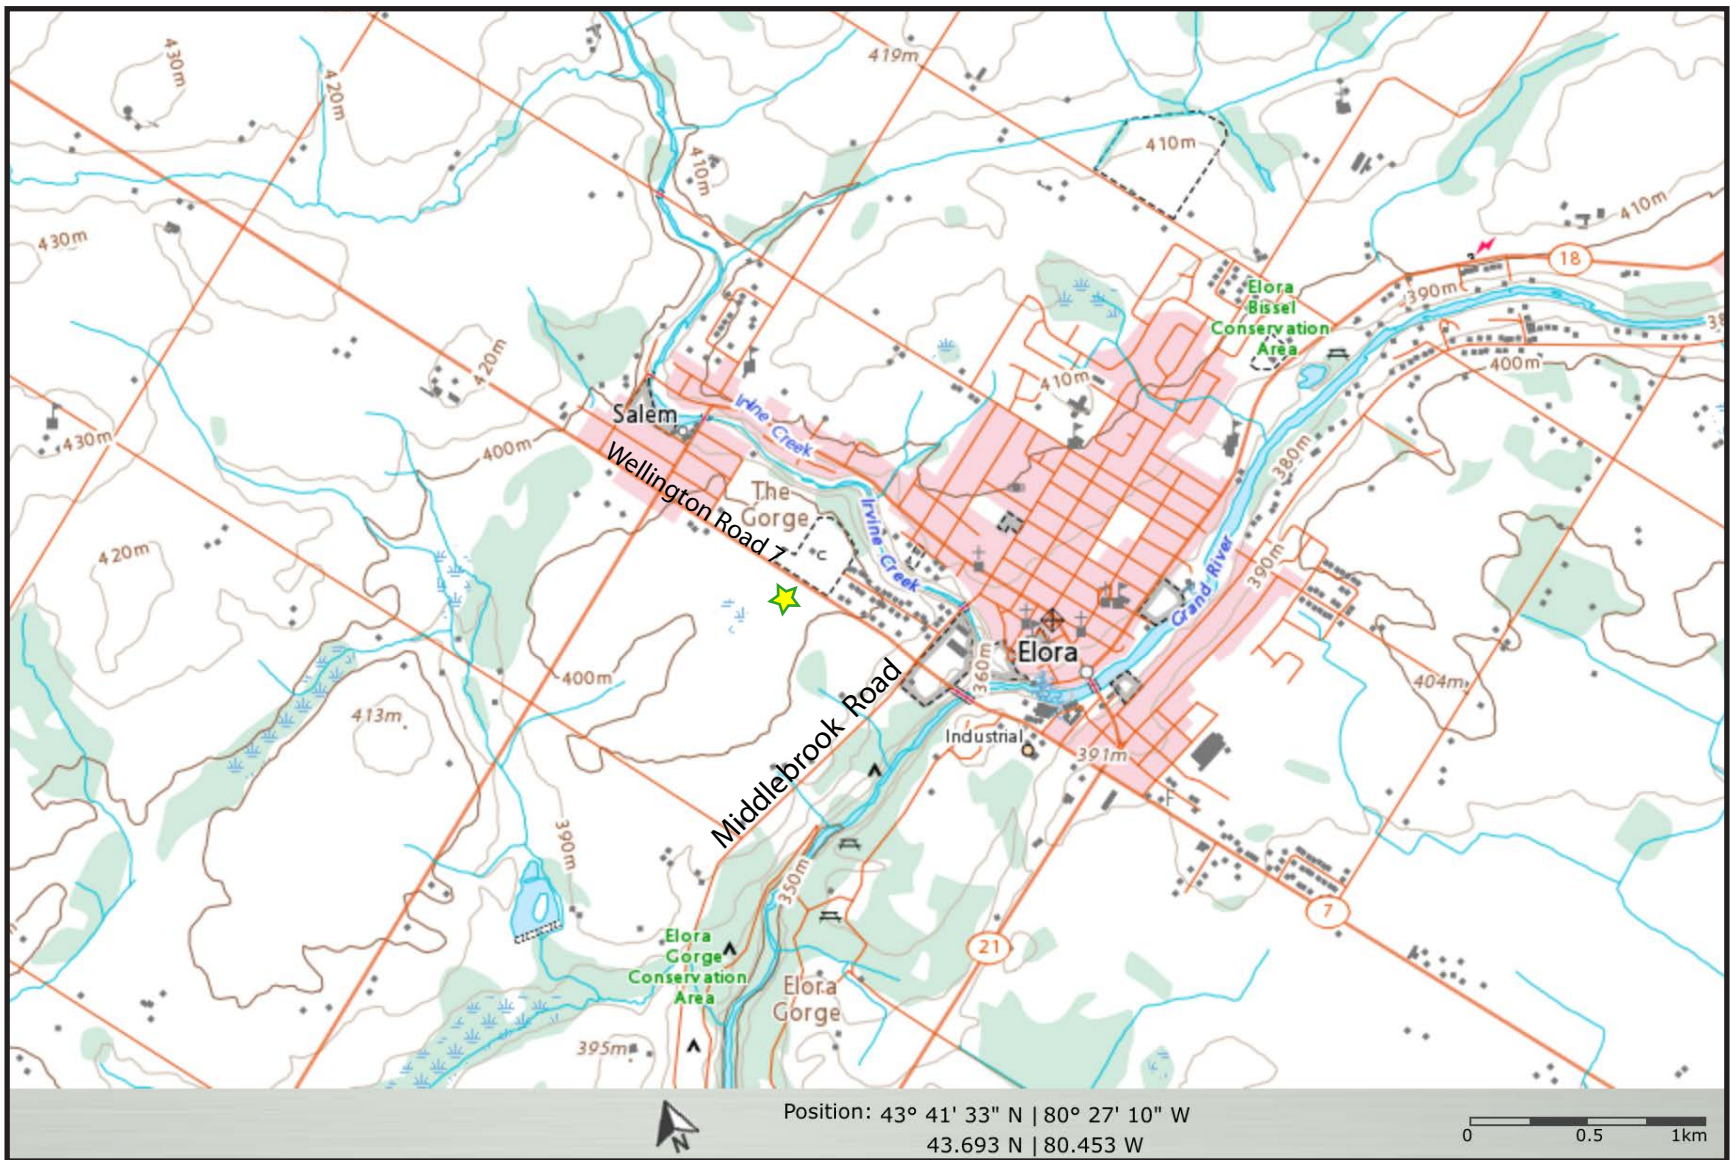 430m
420m
419m
410m
410m
410m
430m
18
Elora
Bissel
Conservation
Area
390m
400m
420m
410m
Salem
Irvine Creek
430m
400m
380m
Wellington Road 7
The
Gorge
Irvine Creek
C
420m
390m
Grand River
Elora
360m
400m
404m
413m
Middlebrook Road
Industrial
391m
F
390m
350m
7
21
Elora
Gorge
Conservation
Area
Elora
Gorge
395m
N
Position: 43° 41' 33" N | 80° 27' 10" W
43.693 N | 80.453 W
0 0.5 1km